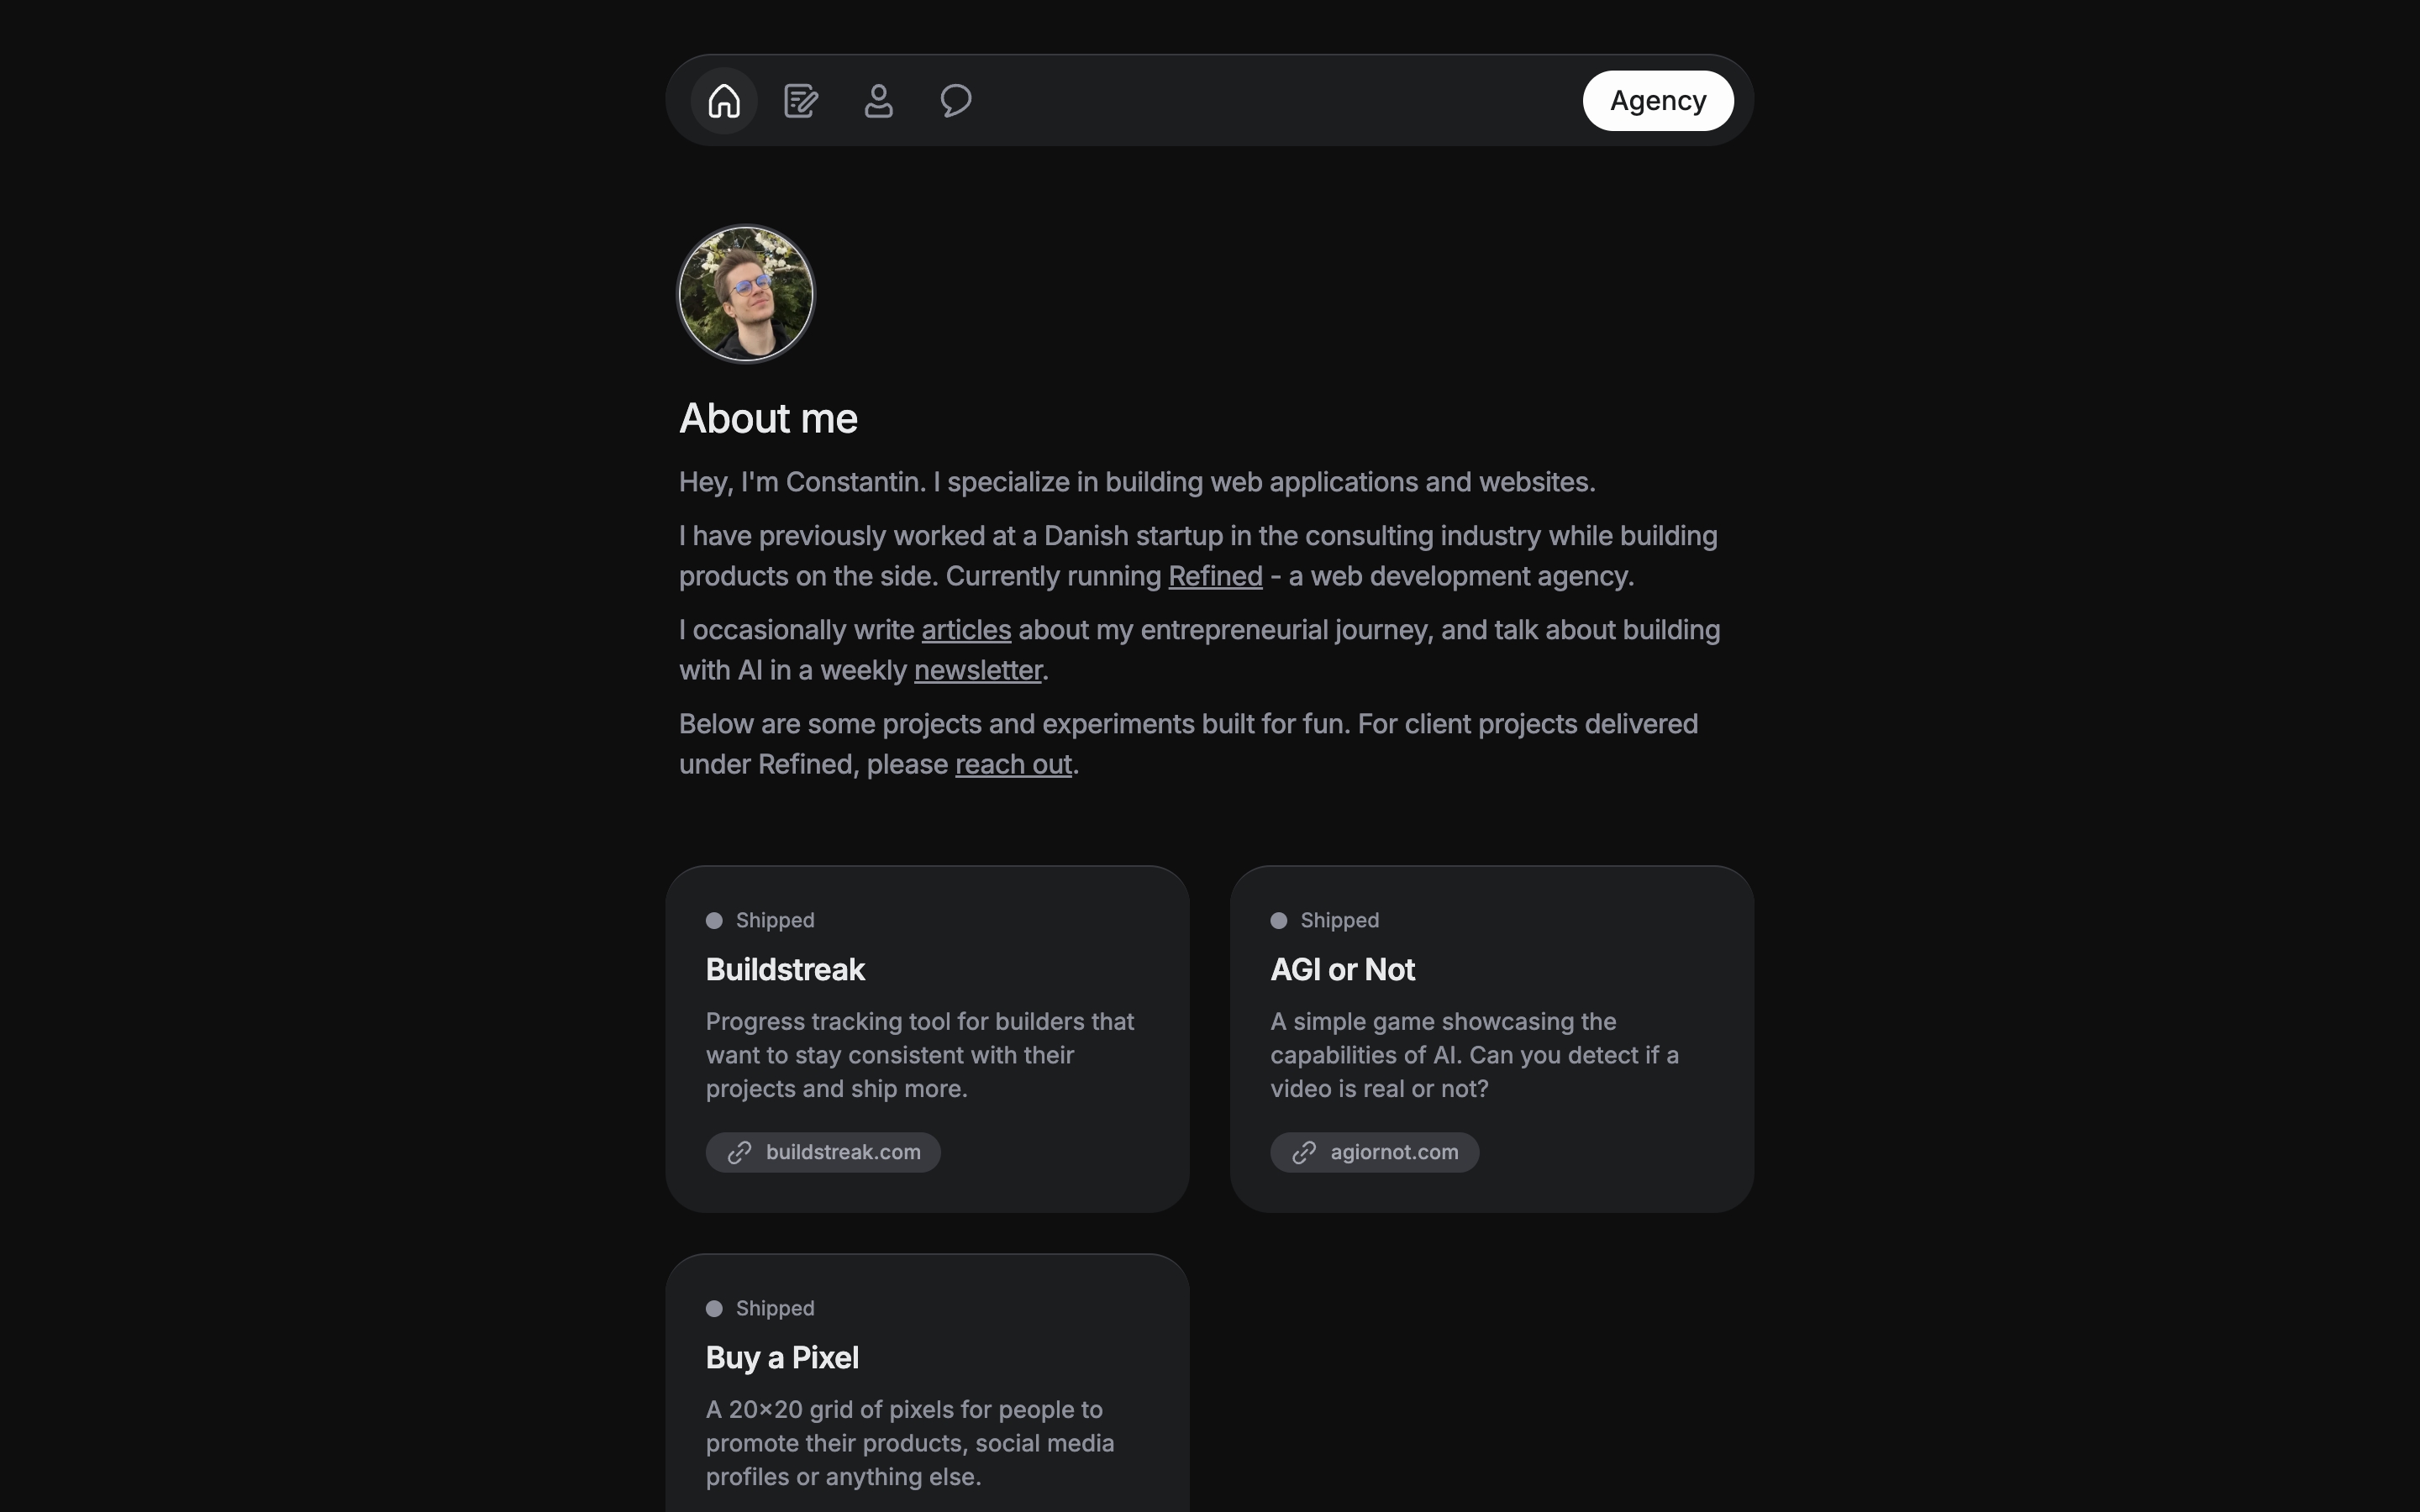 Agency
About me
Hey, I'm Constantin. I specialize in building web applications and websites.
I have previously worked at a Danish startup in the consulting industry while building
products on the side. Currently running Refined - a web development agency.
I occasionally write articles about my entrepreneurial journey, and talk about building
with AI in a weekly newsletter.
Below are some projects and experiments built for fun. For client projects delivered
under Refined, please reach out.
Shipped
Buildstreak
Progress tracking tool for builders that
want to stay consistent with their
projects and ship more.
buildstreak.com
Shipped
AGI or Not
A simple game showcasing the
capabilities of AI. Can you detect if a
video is real or not?
agiornot.com
Shipped
Buy a Pixel
A 20×20 grid of pixels for people to
promote their products, social media
profiles or anything else.